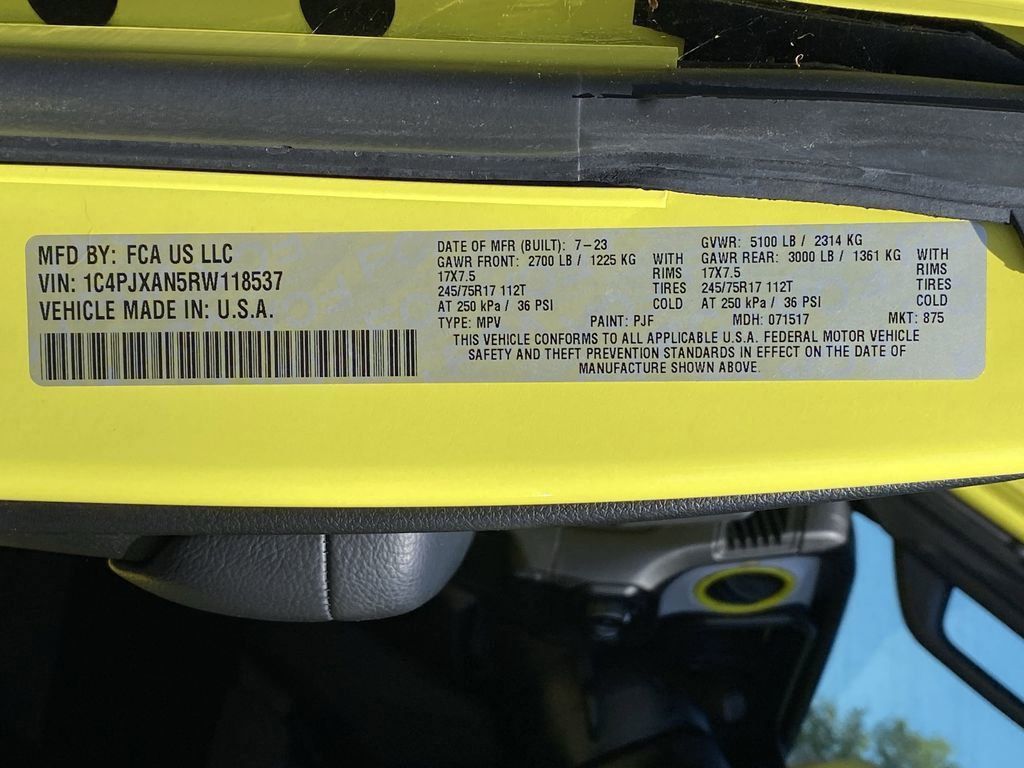 MFD BY: FCA US LLC
VIN: 1C4PJXAN5RW118537
VEHICLE MADE IN: U.S.A.
DATE OF MFR (BUILT): 7-23
GAWR FRONT: 2700 LB / 1225 KG WITH
17X7.5 RIMS
245/75R17 112T TIRES
AT 250 kPa / 36 PSI COLD
GVWR: 5100 LB / 2314 KG
GAWR REAR: 3000 LB / 1361 KG WITH
17X7.5 RIMS
245/75R17 112T TIRES
AT 250 kPa / 36 PSI COLD
TYPE: MPV PAINT: PJF MDH: 071517 MKT: 875
THIS VEHICLE CONFORMS TO ALL APPLICABLE U.S.A. FEDERAL MOTOR VEHICLE
SAFETY AND THEFT PREVENTION STANDARDS IN EFFECT ON THE DATE OF
MANUFACTURE SHOWN ABOVE.